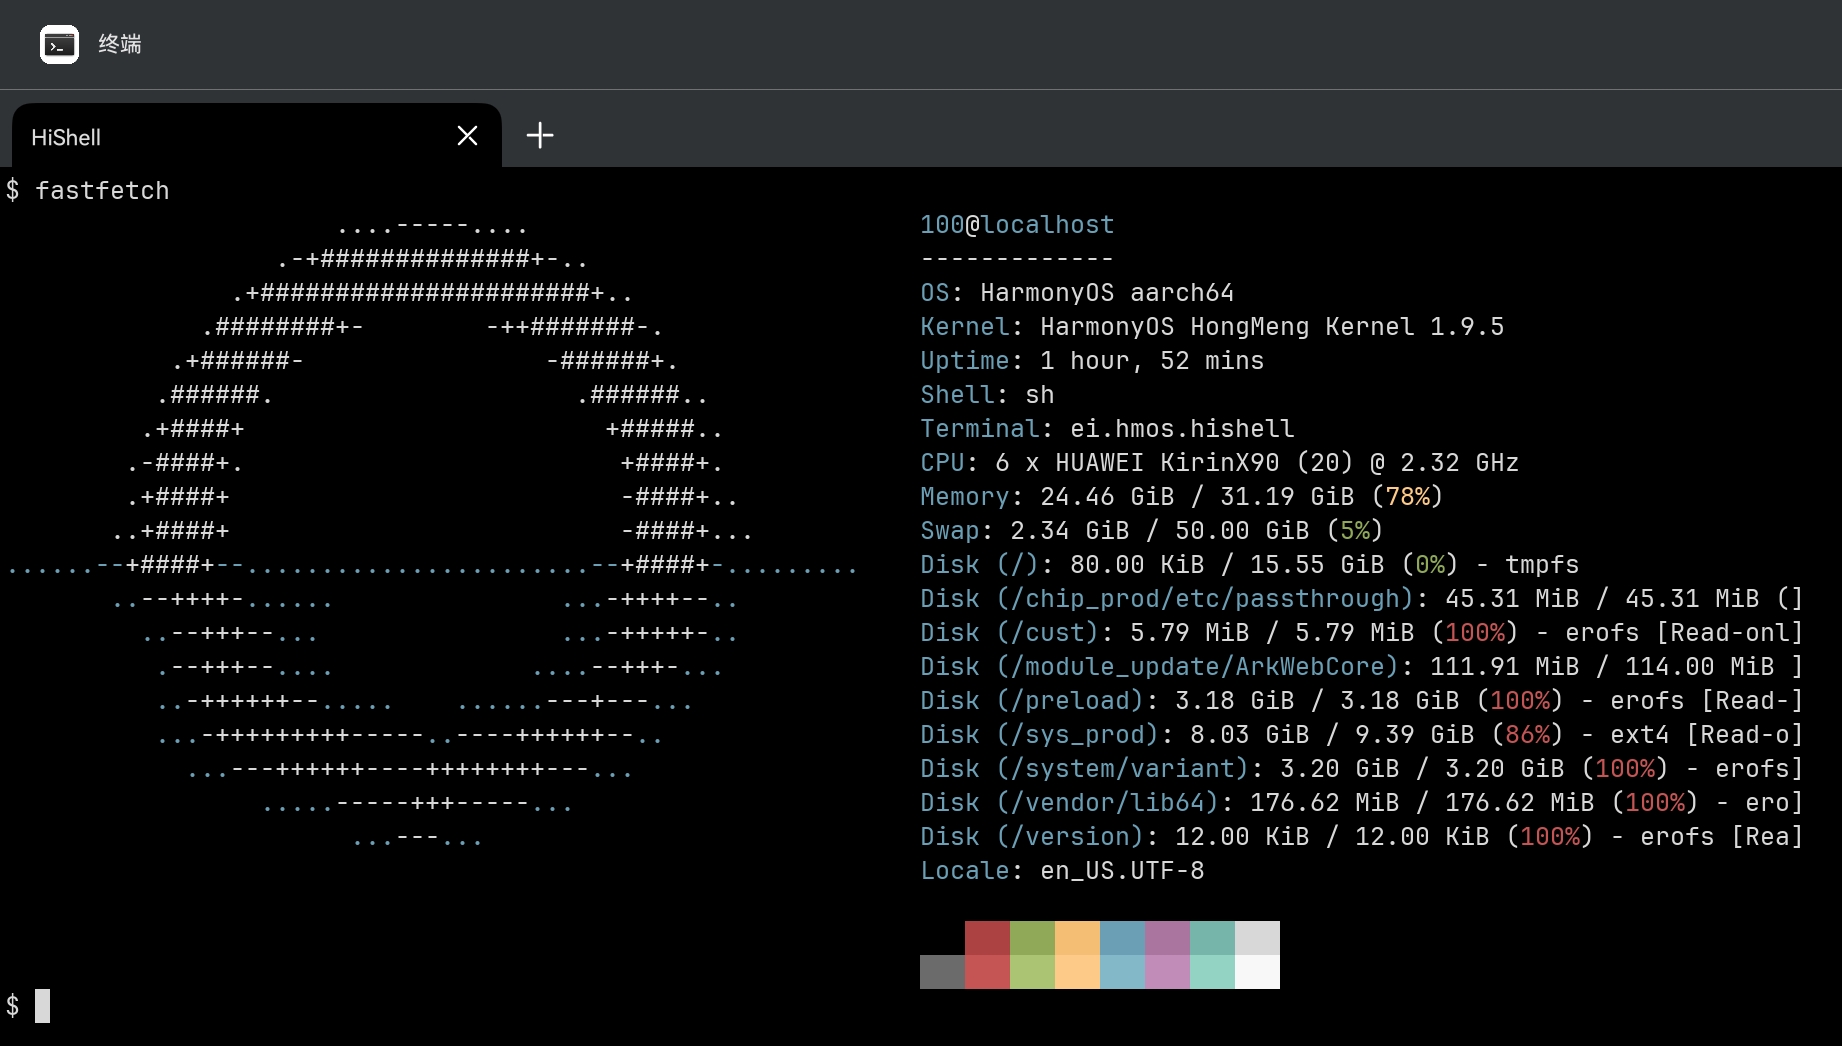 终端
HiShell
$ fastfetch
100@localhost
-------------
OS: HarmonyOS aarch64
Kernel: HarmonyOS HongMeng Kernel 1.9.5
Uptime: 1 hour, 52 mins
Shell: sh
Terminal: ei.hmos.hishell
CPU: 6 x HUAWEI KirinX90 (20) @ 2.32 GHz
Memory: 24.46 GiB / 31.19 GiB (78%)
Swap: 2.34 GiB / 50.00 GiB (5%)
Disk (/): 80.00 KiB / 15.55 GiB (0%) - tmpfs
Disk (/chip_prod/etc/passthrough): 45.31 MiB / 45.31 MiB (]
Disk (/cust): 5.79 MiB / 5.79 MiB (100%) - erofs [Read-onl]
Disk (/module_update/ArkWebCore): 111.91 MiB / 114.00 MiB ]
Disk (/preload): 3.18 GiB / 3.18 GiB (100%) - erofs [Read-]
Disk (/sys_prod): 8.03 GiB / 9.39 GiB (86%) - ext4 [Read-o]
Disk (/system/variant): 3.20 GiB / 3.20 GiB (100%) - erofs]
Disk (/vendor/lib64): 176.62 MiB / 176.62 MiB (100%) - ero]
Disk (/version): 12.00 KiB / 12.00 KiB (100%) - erofs [Rea]
Locale: en_US.UTF-8
$